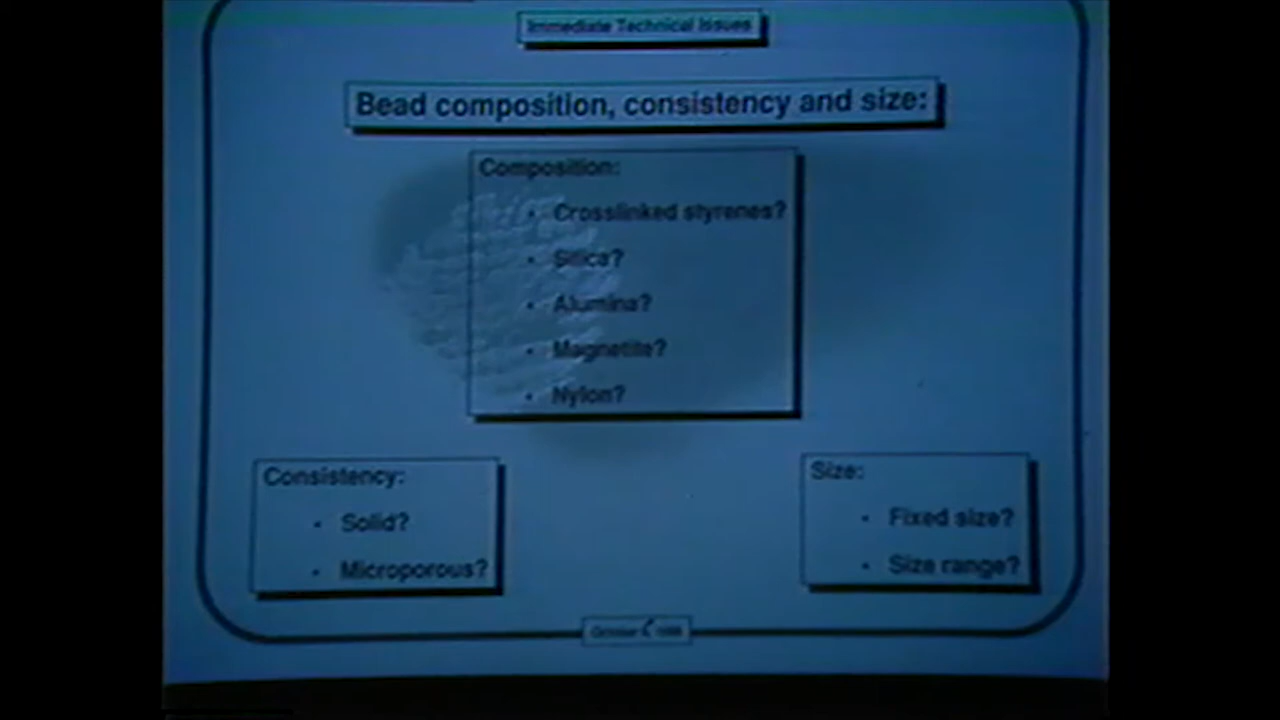 Immediate Technical Issues
Bead composition, consistency and size:
Composition:
• Crosslinked styrenes?
• Silica?
• Alumina?
• Magnetite?
• Nylon?
Consistency:
• Solid?
• Microporous?
Size:
• Fixed size?
• Size range?